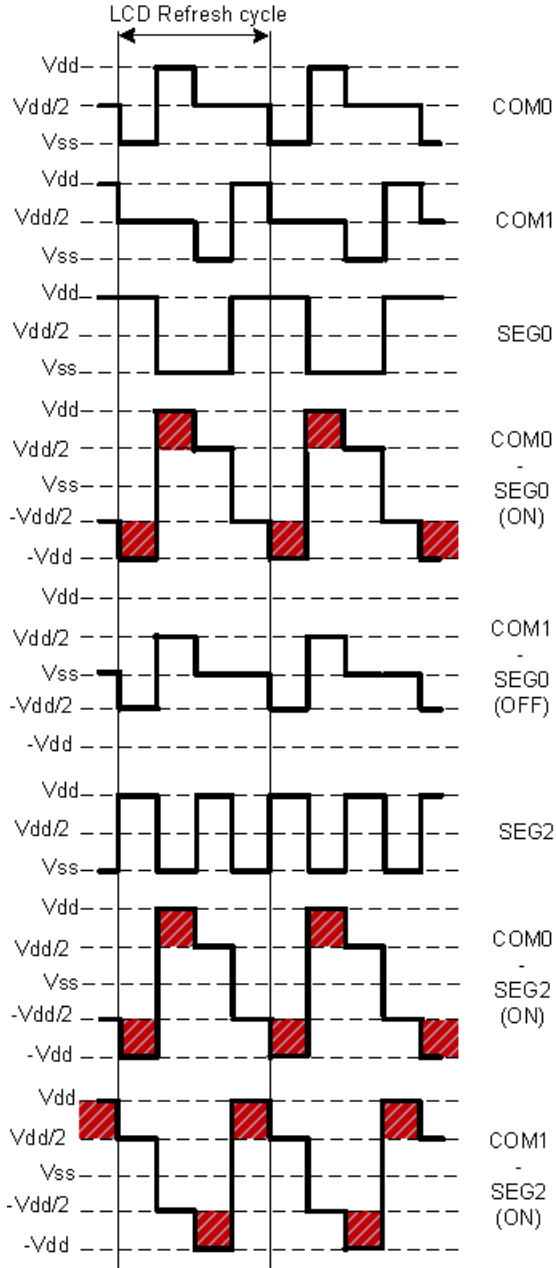 LCD Refresh cycle
Vdd
Vdd/2
Vss
COM0
Vdd
Vdd/2
Vss
COM1
Vdd
Vdd/2
Vss
SEG0
Vdd
Vdd/2
Vss
-Vdd/2
-Vdd
COM0
-
SEG0
(ON)
Vdd
Vdd/2
Vss
-Vdd/2
-Vdd
COM1
-
SEG0
(OFF)
Vdd
Vdd/2
Vss
SEG2
Vdd
Vdd/2
Vss
-Vdd/2
-Vdd
COM0
-
SEG2
(ON)
Vdd
Vdd/2
Vss
-Vdd/2
-Vdd
COM1
-
SEG2
(ON)